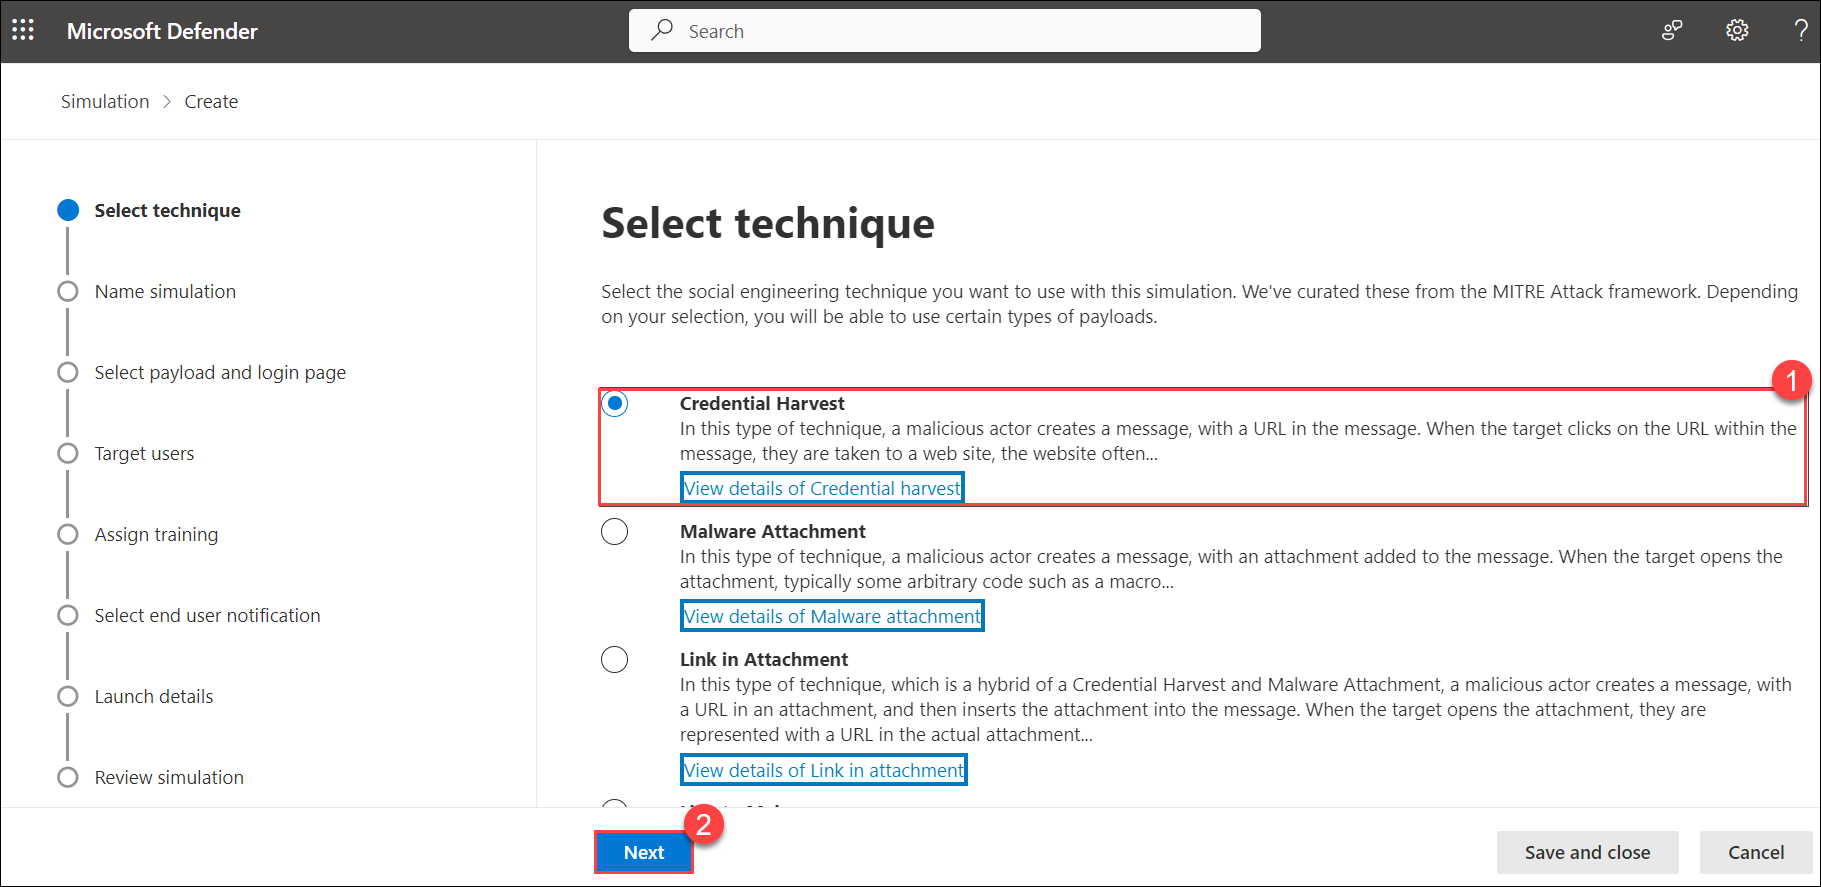 Microsoft Defender
Search
?
Simulation > Create
Select technique
Name simulation
Select payload and login page
Target users
Assign training
Select end user notification
Launch details
Review simulation
Select technique
Select the social engineering technique you want to use with this simulation. We've curated these from the MITRE Attack framework. Depending
on your selection, you will be able to use certain types of payloads.
1
Credential Harvest
In this type of technique, a malicious actor creates a message, with a URL in the message. When the target clicks on the URL within the
message, they are taken to a web site, the website often...
View details of Credential harvest
Malware Attachment
In this type of technique, a malicious actor creates a message, with an attachment added to the message. When the target opens the
attachment, typically some arbitrary code such as a macro...
View details of Malware attachment
Link in Attachment
In this type of technique, which is a hybrid of a Credential Harvest and Malware Attachment, a malicious actor creates a message, with
a URL in an attachment, and then inserts the attachment into the message. When the target opens the attachment, they are
represented with a URL in the actual attachment...
View details of Link in attachment
2
Next
Save and close
Cancel